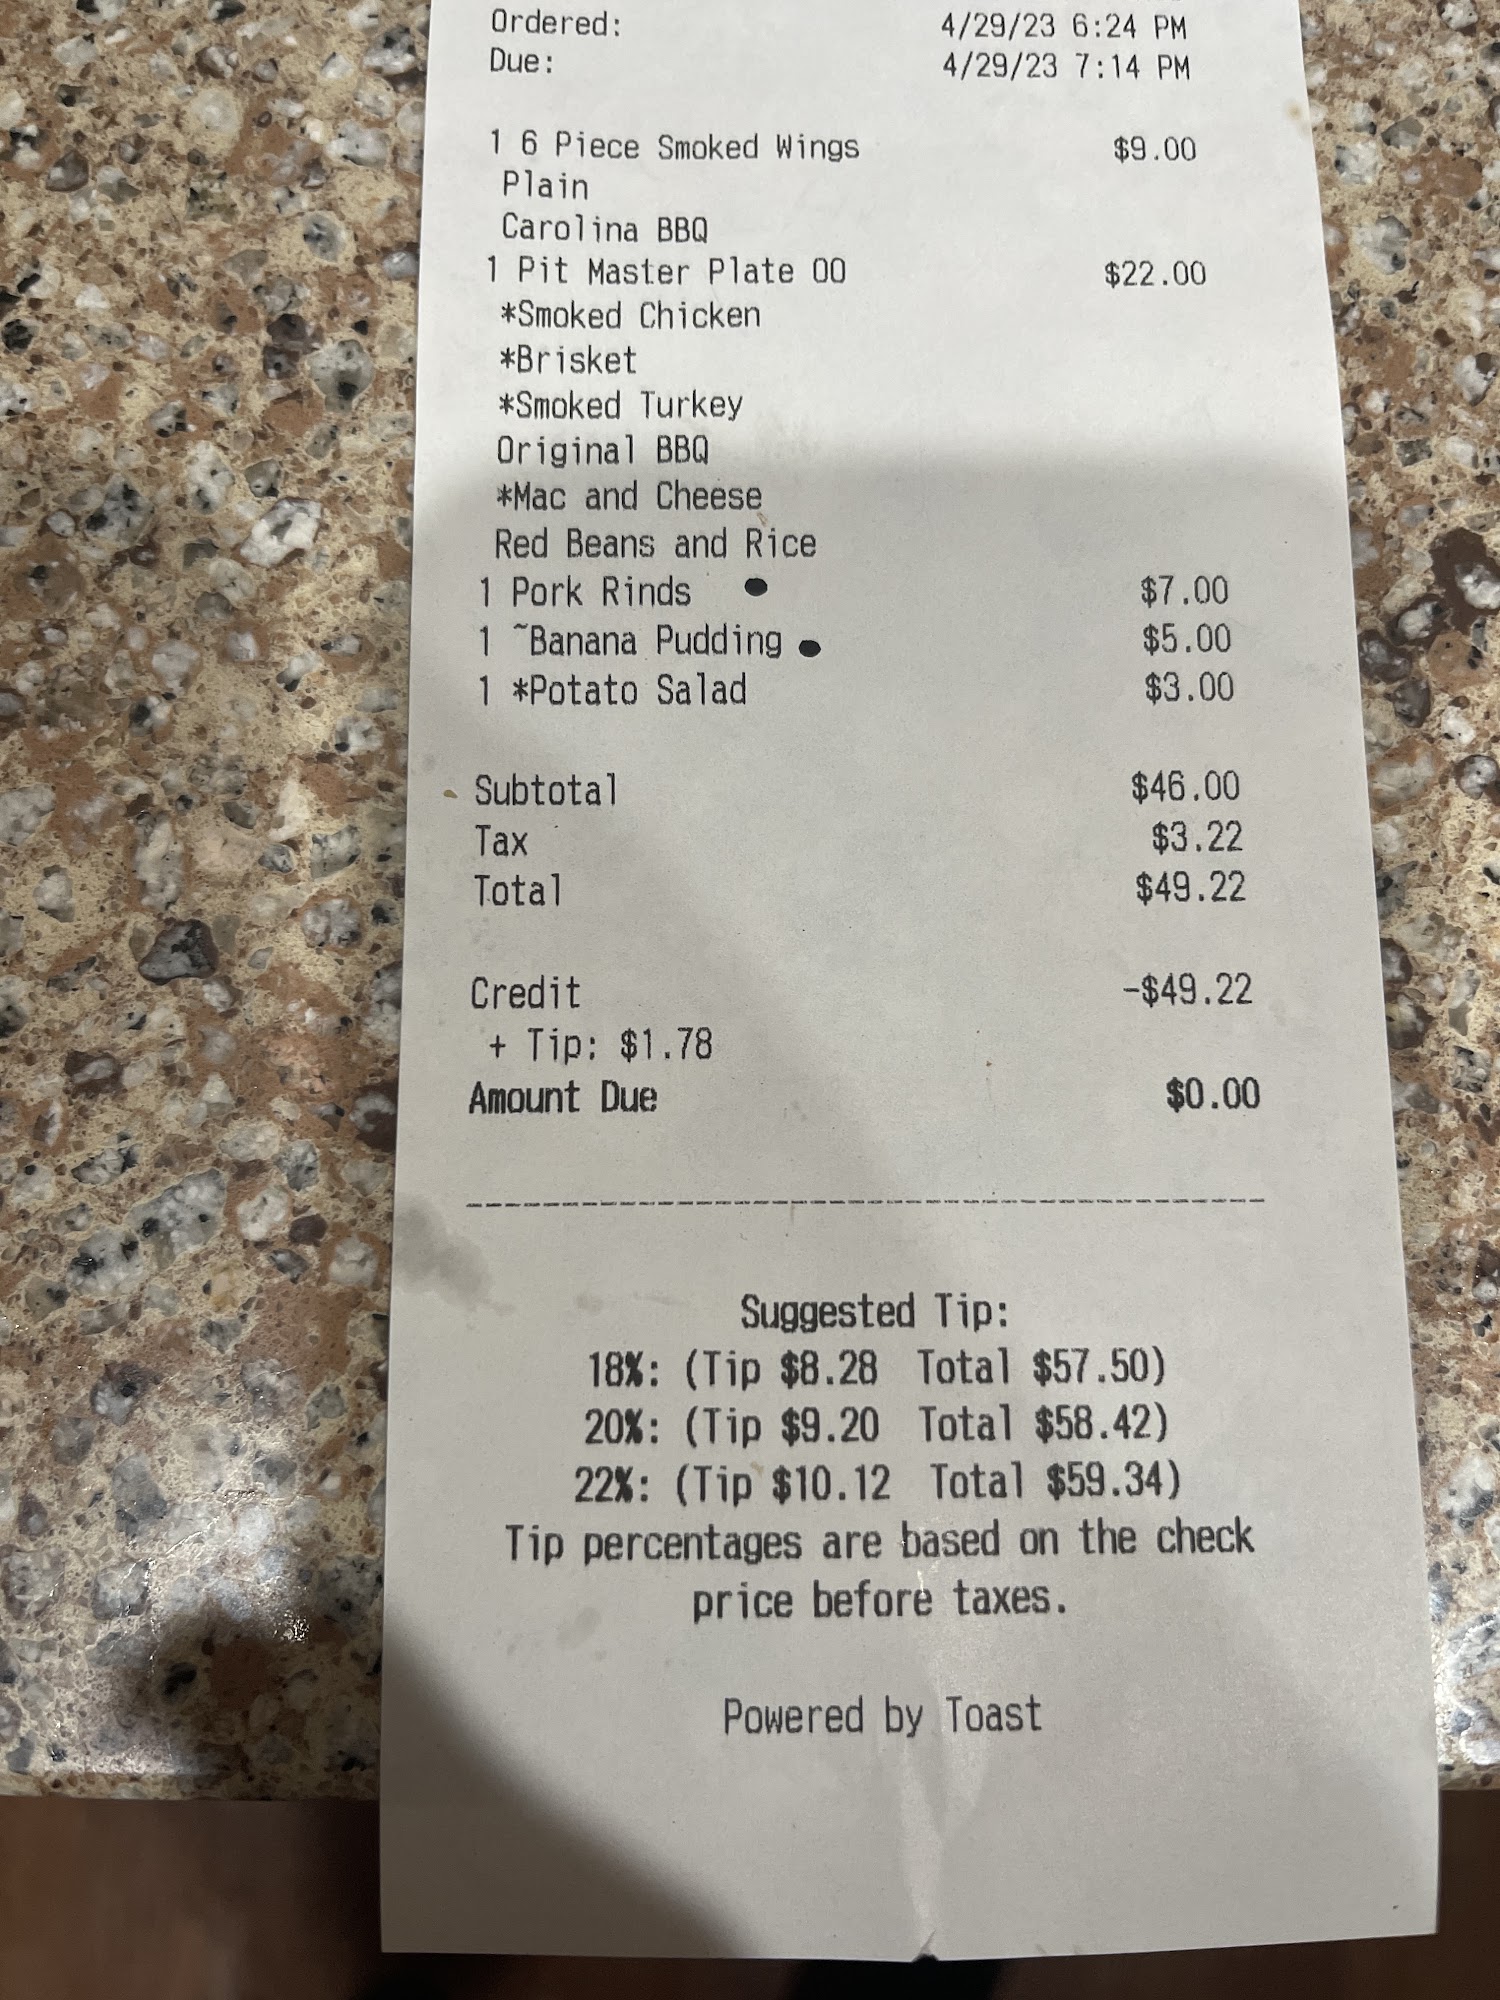 Ordered: 4/29/23 6:24 PM
Due: 4/29/23 7:14 PM
1 6 Piece Smoked Wings $9.00
Plain
Carolina BBQ
1 Pit Master Plate OO $22.00
*Smoked Chicken
*Brisket
*Smoked Turkey
Original BBQ
*Mac and Cheese
Red Beans and Rice
1 Pork Rinds $7.00
1 ~Banana Pudding $5.00
1 *Potato Salad $3.00
Subtotal $46.00
Tax $3.22
Total $49.22
Credit -$49.22
+ Tip: $1.78
Amount Due $0.00
Suggested Tip:
18%: (Tip $8.28 Total $57.50)
20%: (Tip $9.20 Total $58.42)
22%: (Tip $10.12 Total $59.34)
Tip percentages are based on the check
price before taxes.
Powered by Toast